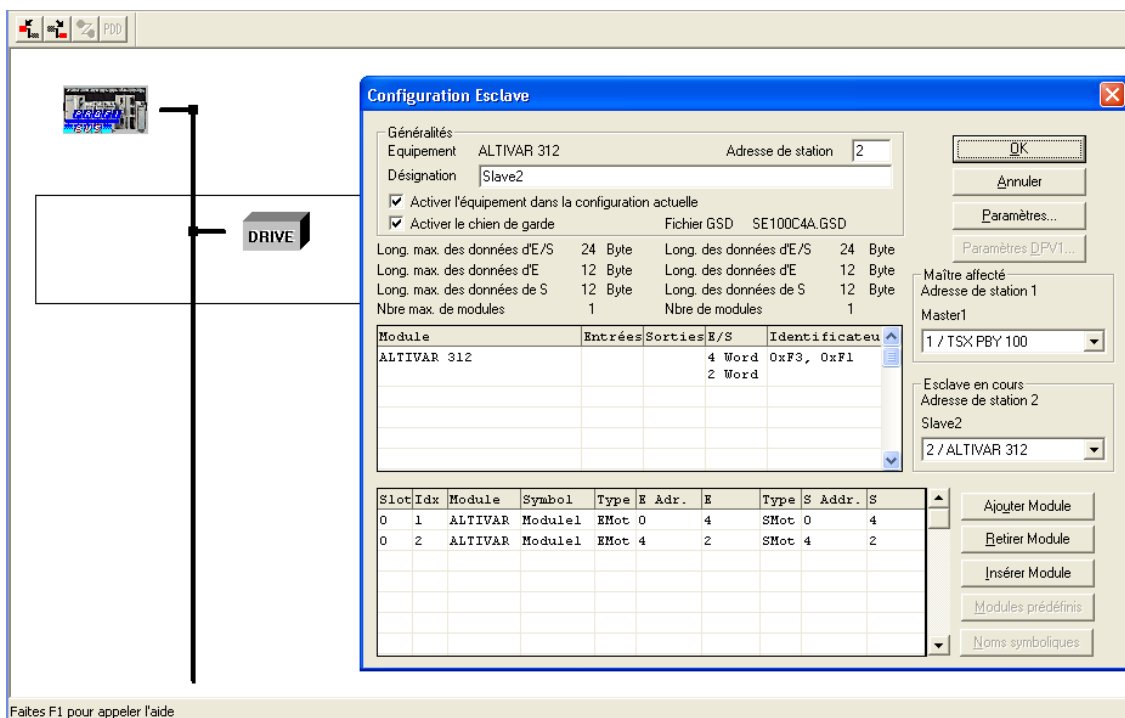 PDD
PROFI
BUS
DRIVE
Configuration Esclave
Généralités
Equipement ALTIVAR 312 Adresse de station 2
Désignation Slave2
Activer l'équipement dans la configuration actuelle
Activer le chien de garde Fichier GSD SE100C4A.GSD
Long. max. des données d'E/S 24 Byte Long. des données d'E/S 24 Byte
Long. max. des données d'E 12 Byte Long. des données d'E 12 Byte
Long. max. des données de S 12 Byte Long. des données de S 12 Byte
Nbre max. de modules 1 Nbre de modules 1
Module Entrées Sorties E/S Identificateu
ALTIVAR 312 4 Word 0xF3, 0xF1
2 Word
Slot Idx Module Symbol Type E Adr. E Type S Addr. S
0 1 ALTIVAR Module1 EMot 0 4 SMot 0 4
0 2 ALTIVAR Module1 EMot 4 2 SMot 4 2
OK
Annuler
Paramètres...
Paramètres DPV1...
Maître affecté
Adresse de station 1
Master1
1 / TSX PBY 100
Esclave en cours
Adresse de station 2
Slave2
2 / ALTIVAR 312
Ajouter Module
Retirer Module
Insérer Module
Modules prédéfinis
Noms symboliques
Faites F1 pour appeler l'aide